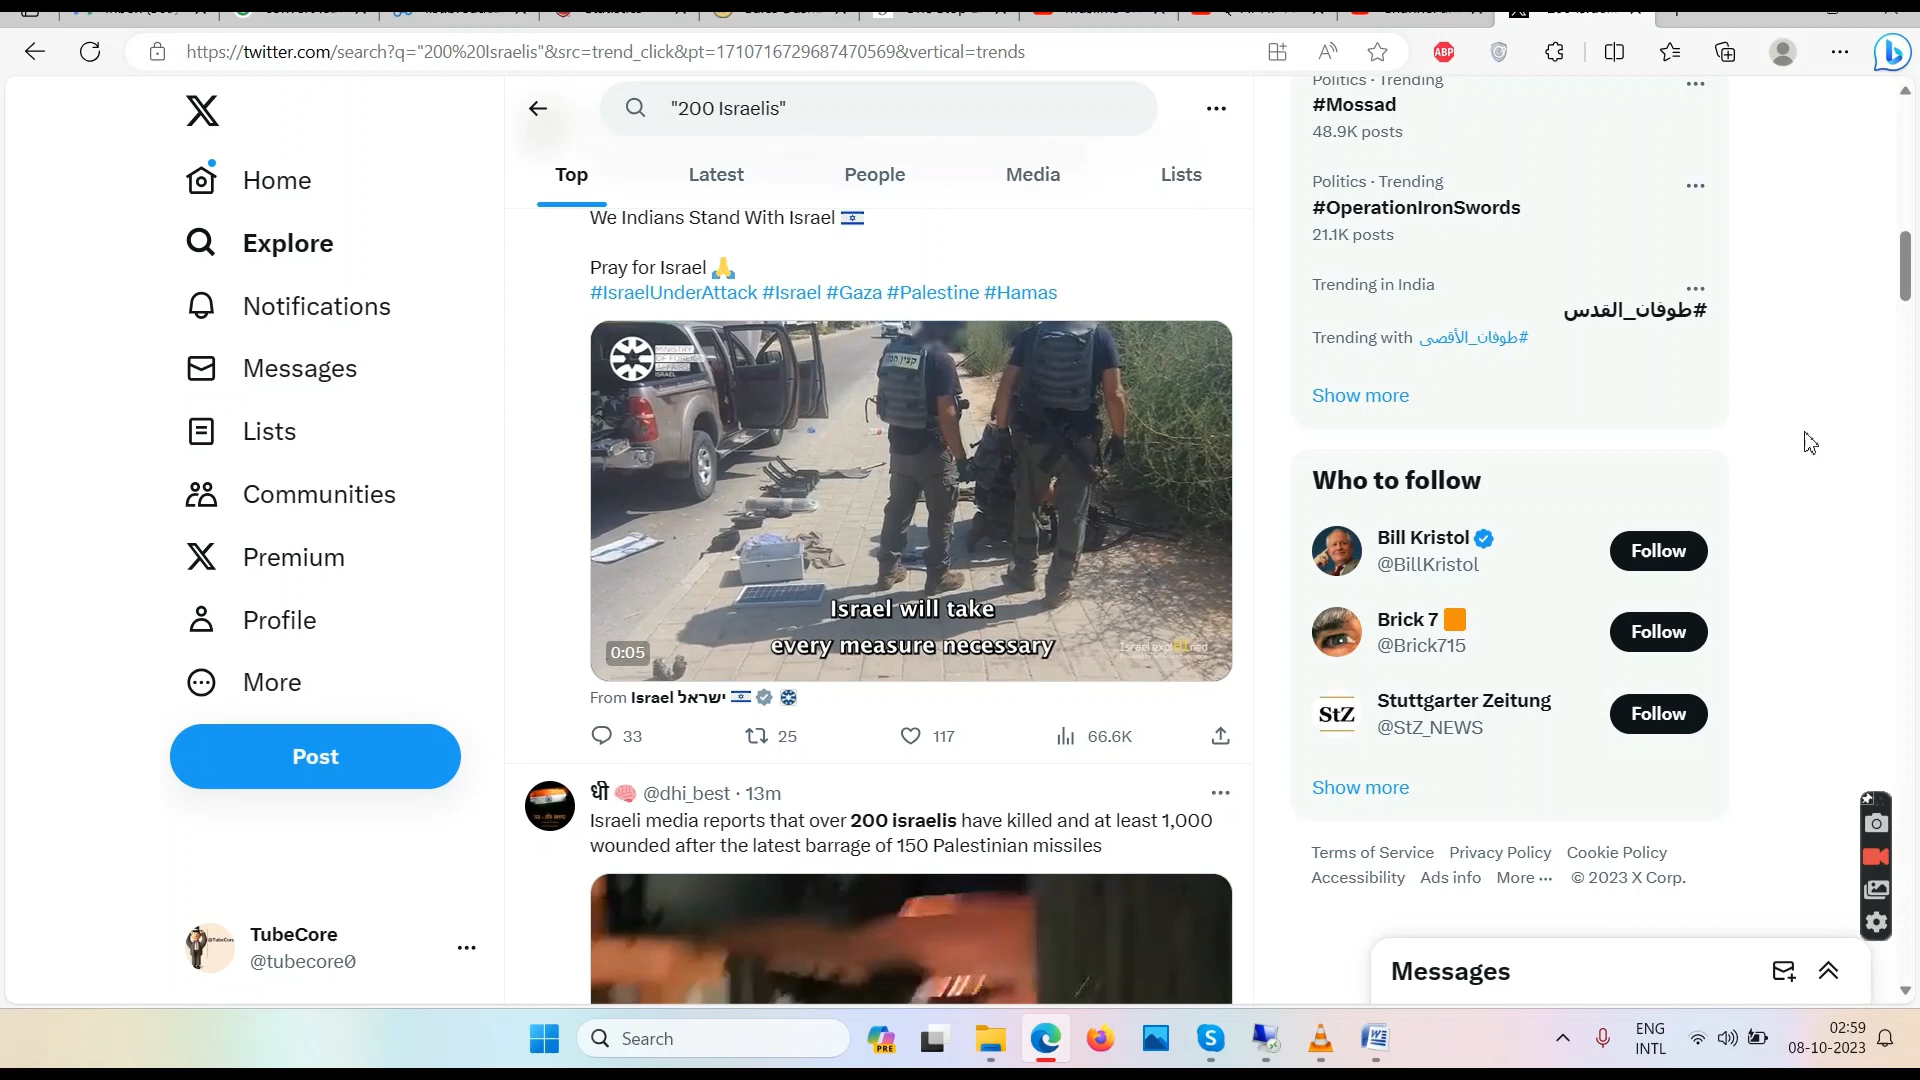 https://twitter.com/search?q="200%20Israelis"&src=trend_click&pt=1710716729687470569&vertical=trends
ABP
Home
Explore
Notifications
Messages
Lists
Communities
Premium
Profile
More
Post
TubeCore
@tubecore0
"200 Israelis"
Top Latest People Media Lists
We Indians Stand With Israel 🇮🇱
Pray for Israel 🙏
#IsraelUnderAttack #Israel #Gaza #Palestine #Hamas
MINISTRY
OF FOREIGN
AFFAIRS
ISRAEL
Israel will take
every measure necessary
0:05
From Israel ישראל 🇮🇱
33 25 117 66.6K
धी 🧠 @dhi_best · 13m
Israeli media reports that over 200 israelis have killed and at least 1,000
wounded after the latest barrage of 150 Palestinian missiles
Politics · Trending
#Mossad
48.9K posts
Politics · Trending
#OperationIronSwords
21.1K posts
Trending in India
#طوفان_القدس
Trending with #طوفان_الأقصى
Show more
Who to follow
Bill Kristol
@BillKristol
Follow
Brick 7 🟧
@Brick715
Follow
StZ
Stuttgarter Zeitung
@StZ_NEWS
Follow
Show more
Terms of Service Privacy Policy Cookie Policy
Accessibility Ads info More ··· © 2023 X Corp.
Messages
Search
PRE
ENG
INTL
02:59
08-10-2023